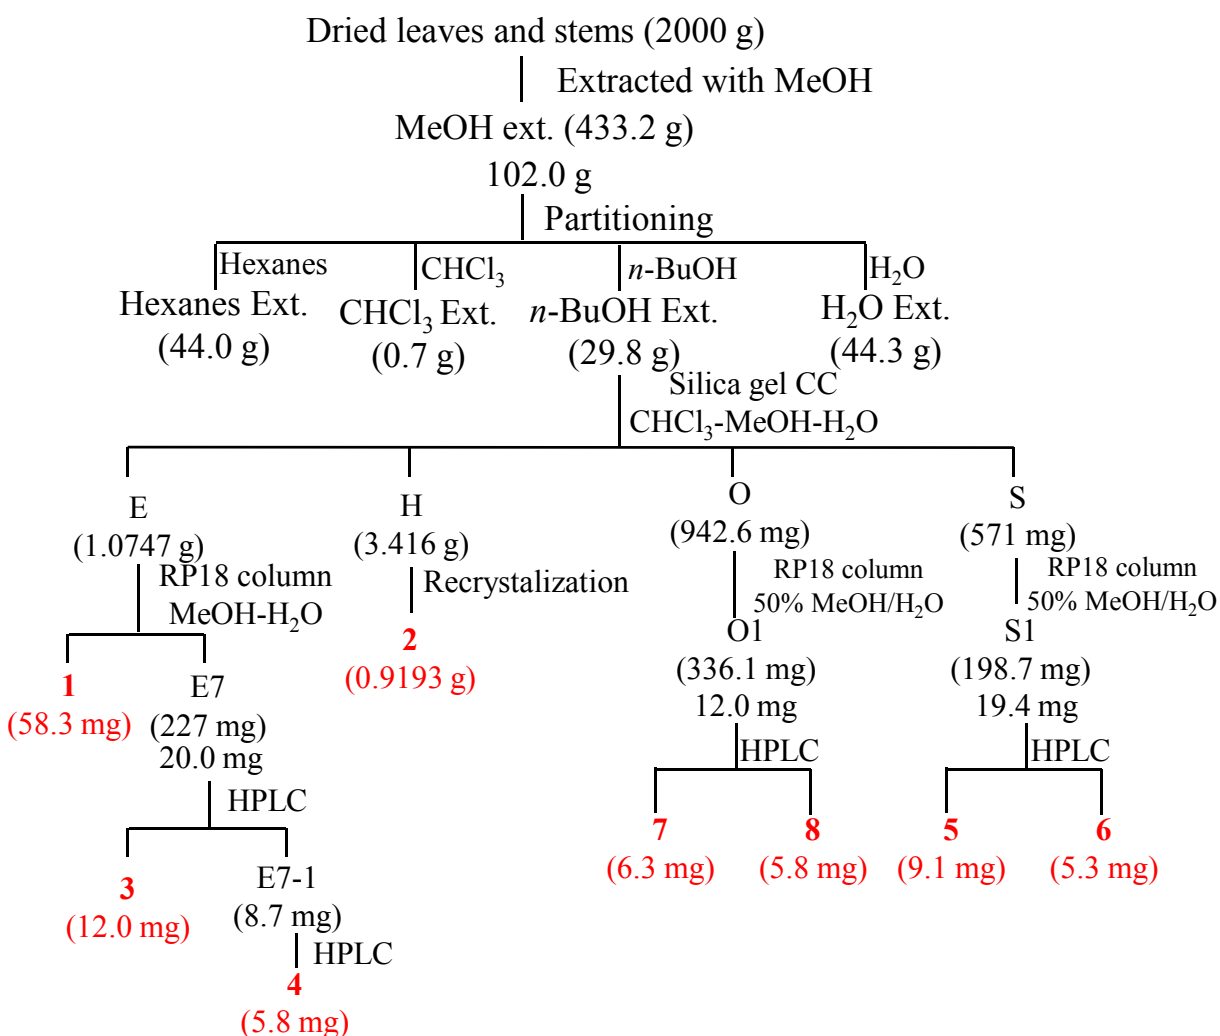 Dried leaves and stems (2000 g)
Extracted with MeOH
MeOH ext. (433.2 g)
102.0 g
Partitioning
Hexanes
CHCl₃
n-BuOH
H₂O
Hexanes Ext.
(44.0 g)
CHCl₃ Ext.
(0.7 g)
n-BuOH Ext.
(29.8 g)
H₂O Ext.
(44.3 g)
Silica gel CC
CHCl₃-MeOH-H₂O
E
(1.0747 g)
H
(3.416 g)
O
(942.6 mg)
S
(571 mg)
RP18 column
MeOH-H₂O
Recrystalization
RP18 column
50% MeOH/H₂O
RP18 column
50% MeOH/H₂O
1
(58.3 mg)
E7
(227 mg)
20.0 mg
2
(0.9193 g)
O1
(336.1 mg)
12.0 mg
S1
(198.7 mg)
19.4 mg
HPLC
HPLC
HPLC
3
(12.0 mg)
E7-1
(8.7 mg)
7
(6.3 mg)
8
(5.8 mg)
5
(9.1 mg)
6
(5.3 mg)
HPLC
4
(5.8 mg)